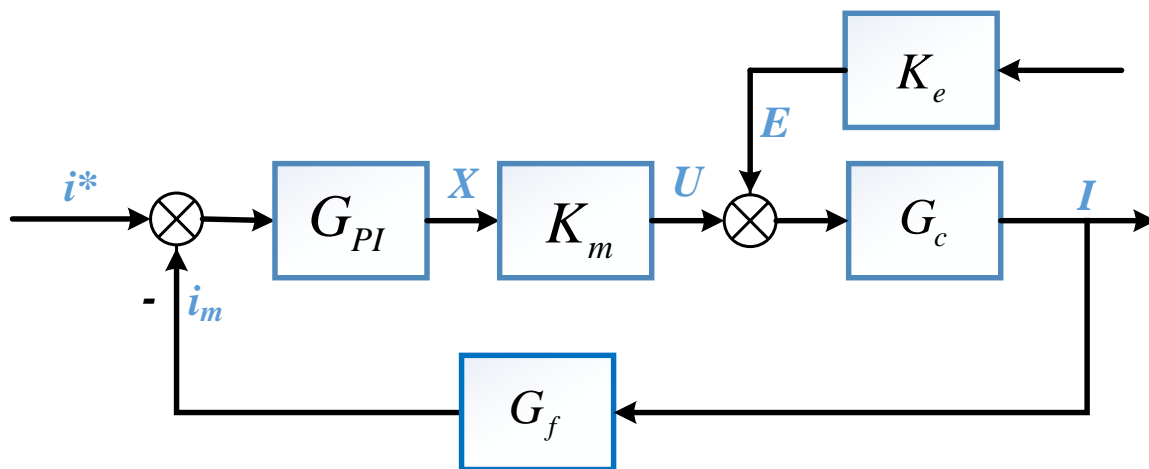 K_e
E
i*
G_PI
X
K_m
U
G_c
I
-
i_m
G_f